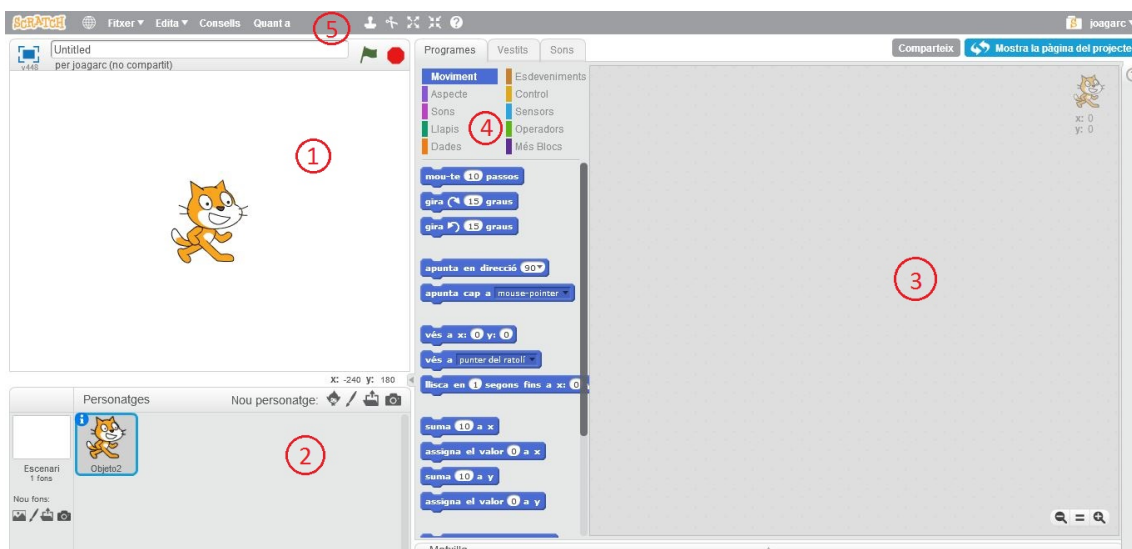 SCRATCH Fitxer Edita Consells Quant a 5 joagarc
Untitled
v448 per joagarc (no compartit)
Programes Vestits Sons
Comparteix Mostra la pàgina del projecte
Moviment Esdeveniments
Aspecte Control
Sons Sensors
Llapis Operadors
Dades Més Blocs
4
1
mou-te 10 passos
gira 15 graus
gira 15 graus
apunta en direcció 90
apunta cap a mouse-pointer
vés a x: 0 y: 0
vés a punter del ratolí
llisca en 1 segons fins a x: 0
suma 10 a x
assigna el valor 0 a x
suma 10 a y
assigna el valor 0 a y
x: 0
y: 0
3
X: -240 y: 180
Personatges Nou personatge:
Objeto2
2
Escenari
1 fons
Nou fons: